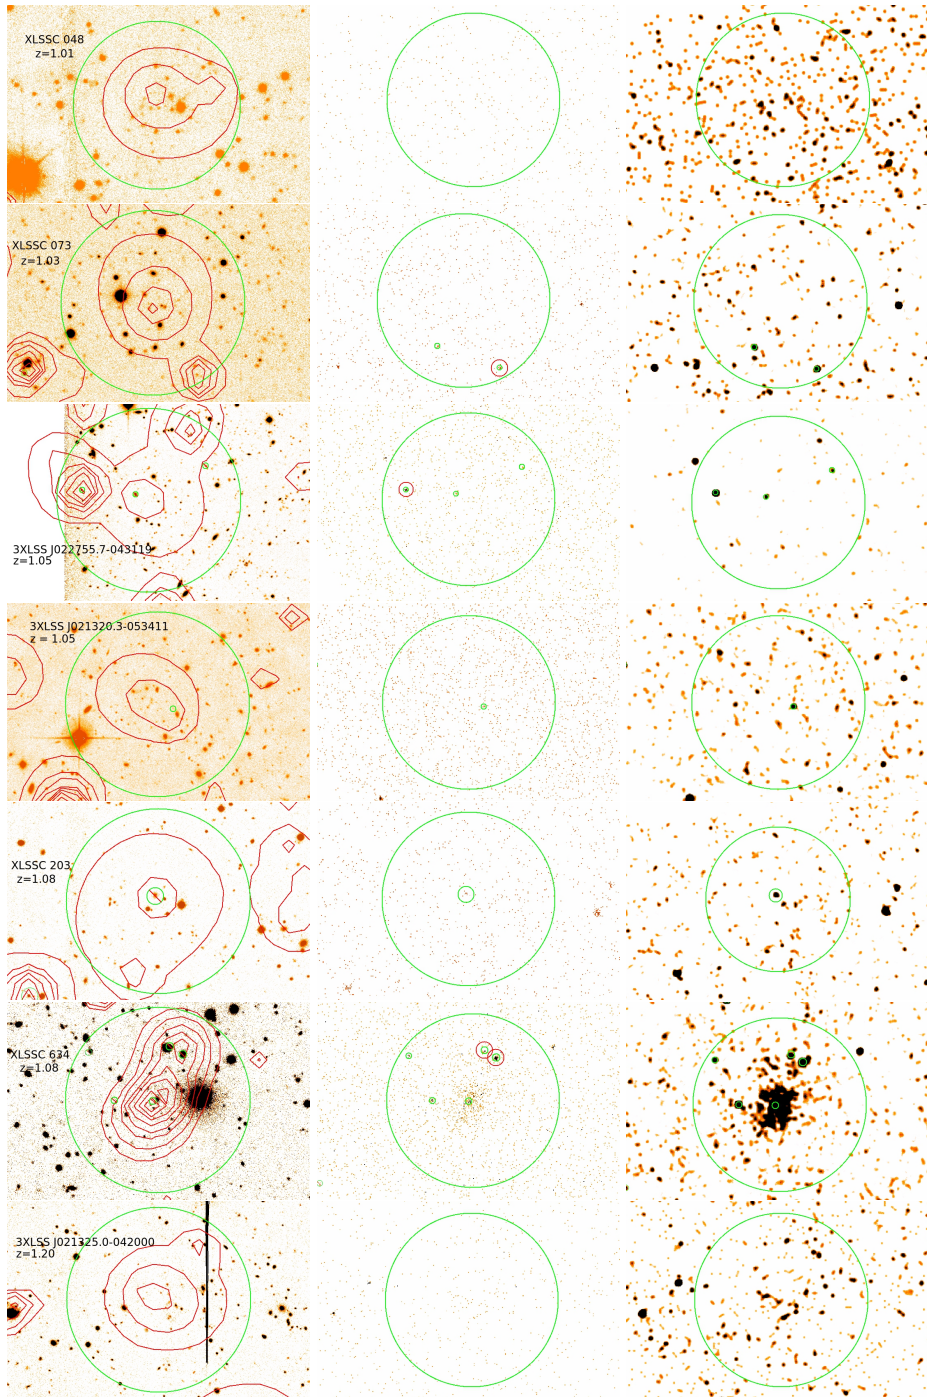 XLSSC 048
z=1.01
XLSSC 073
z=1.03
3XLSS J022755.7-043119
z=1.05
3XLSS J021320.3-053411
z = 1.05
XLSSC 203
z=1.08
XLSSC 634
z=1.08
3XLSS J021325.0-042000
z=1.20